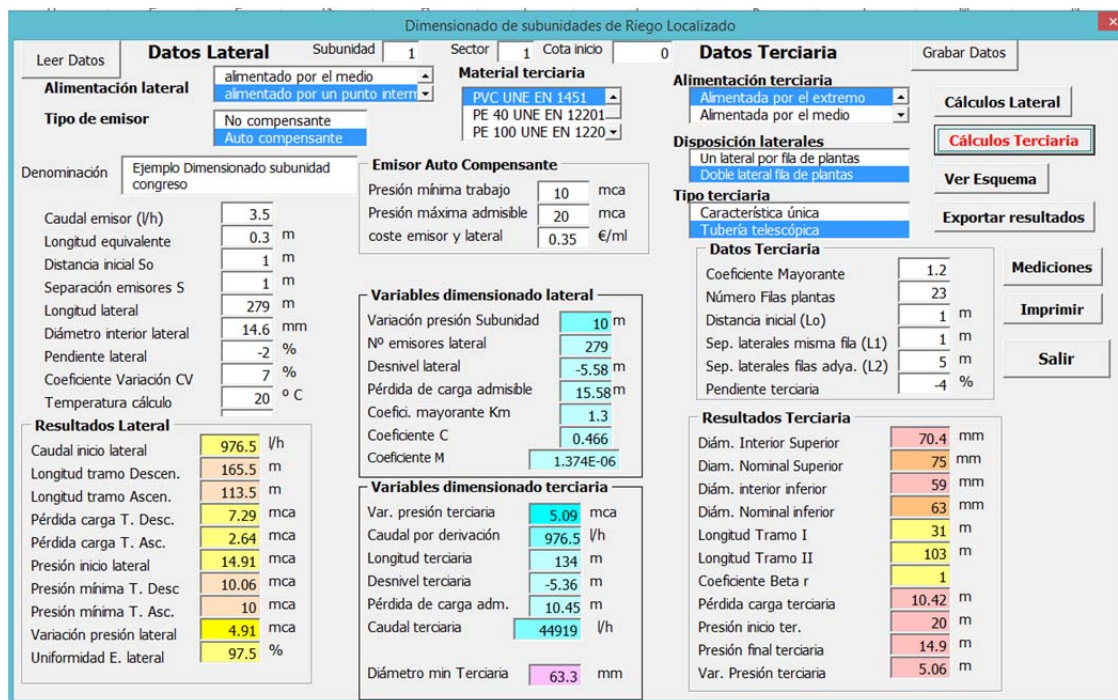 Dimensionado de subunidades de Riego Localizado
Leer Datos
Datos Lateral
Subunidad 1
Sector 1
Cota inicio 0
Datos Terciaria
Grabar Datos
Alimentación lateral
alimentado por el medio
alimentado por un punto interm
Tipo de emisor
No compensante
Auto compensante
Material terciaria
PVC UNE EN 1451
PE 40 UNE EN 12201
PE 100 UNE EN 1220
Alimentación terciaria
Alimentada por el extremo
Alimentada por el medio
Disposición laterales
Un lateral por fila de plantas
Doble lateral fila de plantas
Tipo terciaria
Característica única
Tubería telescópica
Cálculos Lateral
Cálculos Terciaria
Ver Esquema
Exportar resultados
Mediciones
Imprimir
Salir
Denominación
Ejemplo Dimensionado subunidad
congreso
Caudal emisor (l/h) 3.5
Longitud equivalente 0.3 m
Distancia inicial So 1 m
Separación emisores S 1 m
Longitud lateral 279 m
Diámetro interior lateral 14.6 mm
Pendiente lateral -2 %
Coeficiente Variación CV 7 %
Temperatura cálculo 20 º C
Emisor Auto Compensante
Presión mínima trabajo 10 mca
Presión máxima admisible 20 mca
coste emisor y lateral 0.35 €/ml
Variables dimensionado lateral
Variación presión Subunidad 10 m
Nº emisores lateral 279
Desnivel lateral -5.58 m
Pérdida de carga admisible 15.58 m
Coefici. mayorante Km 1.3
Coeficiente C 0.466
Coeficiente M 1.374E-06
Datos Terciaria
Coeficiente Mayorante 1.2
Número Filas plantas 23
Distancia inicial (Lo) 1 m
Sep. laterales misma fila (L1) 1 m
Sep. laterales filas adya. (L2) 5 m
Pendiente terciaria -4 %
Resultados Lateral
Caudal inicio lateral 976.5 l/h
Longitud tramo Descen. 165.5 m
Longitud tramo Ascen. 113.5 m
Pérdida carga T. Desc. 7.29 mca
Pérdida carga T. Asc. 2.64 mca
Presión inicio lateral 14.91 mca
Presión mínima T. Desc 10.06 mca
Presión mínima T. Asc. 10 mca
Variación presión lateral 4.91 mca
Uniformidad E. lateral 97.5 %
Variables dimensionado terciaria
Var. presión terciaria 5.09 mca
Caudal por derivación 976.5 l/h
Longitud terciaria 134 m
Desnivel terciaria -5.36 m
Pérdida de carga adm. 10.45 m
Caudal terciaria 44919 l/h
Diámetro min Terciaria 63.3 mm
Resultados Terciaria
Diám. Interior Superior 70.4 mm
Diam. Nominal Superior 75 mm
Diám. interior inferior 59 mm
Diám. Nominal inferior 63 mm
Longitud Tramo I 31 m
Longitud Tramo II 103 m
Coeficiente Beta r 1
Pérdida carga terciaria 10.42 m
Presión inicio ter. 20 m
Presión final terciaria 14.9 m
Var. Presión terciaria 5.06 m